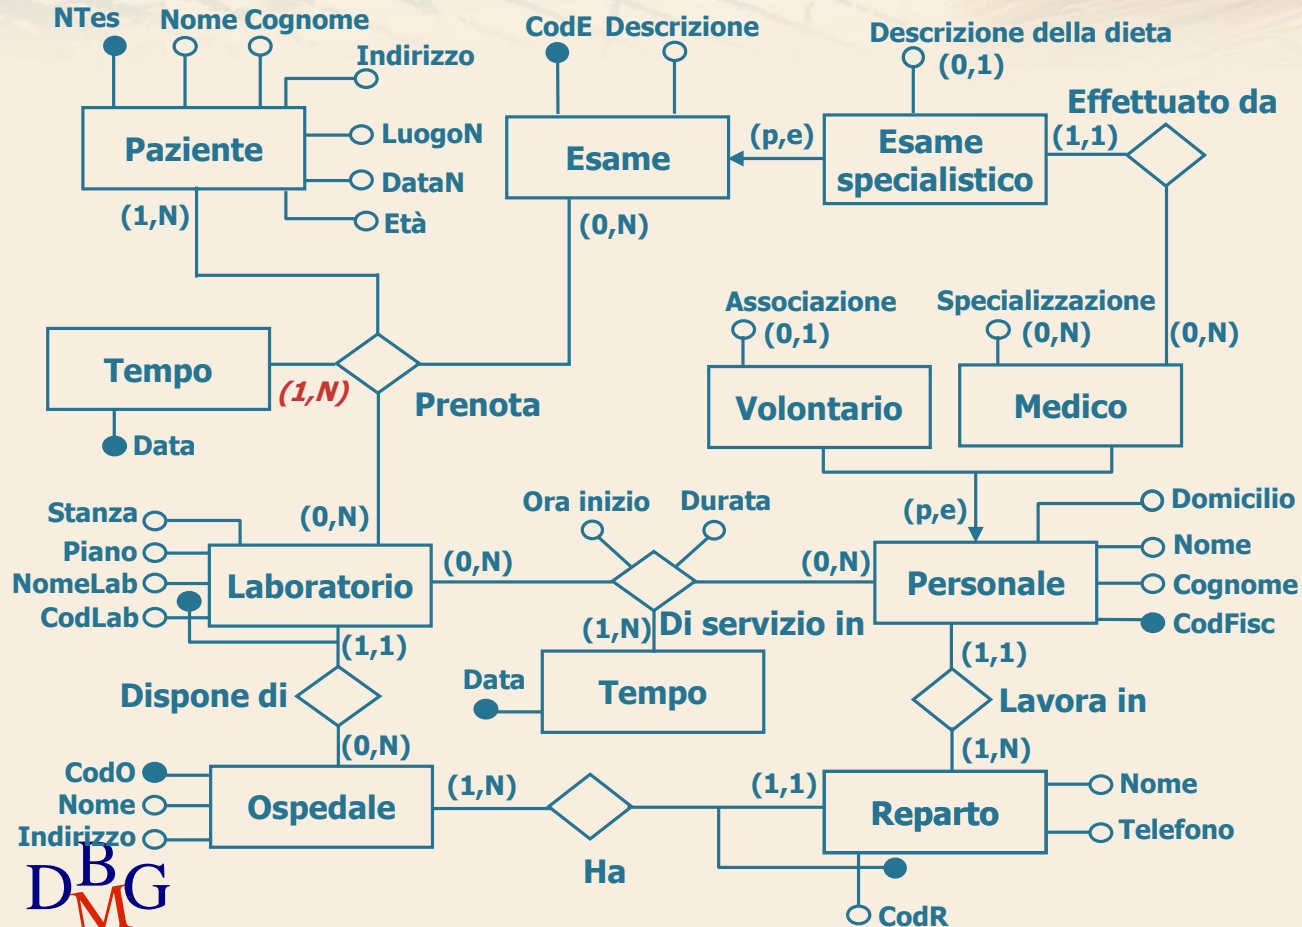 NTes
Nome Cognome
Indirizzo
LuogoN
DataN
Età
Paziente
(1,N)
CodE Descrizione
Esame
(0,N)
(p,e)
Descrizione della dieta
(0,1)
Esame
specialistico
(1,1)
Effettuato da
(0,N)
Tempo
(1,N)
Data
Prenota
Associazione
(0,1)
Volontario
Specializzazione
(0,N)
Medico
(p,e)
Stanza
Piano
NomeLab
CodLab
(0,N)
Laboratorio
(0,N)
(1,1)
Ora inizio
Durata
Di servizio in
(0,N)
(1,N)
Data
Tempo
Personale
Domicilio
Nome
Cognome
CodFisc
(1,1)
Lavora in
(1,N)
Dispone di
(0,N)
CodO
Nome
Indirizzo
Ospedale
(1,N)
Ha
(1,1)
Reparto
Nome
Telefono
CodR
DBMG